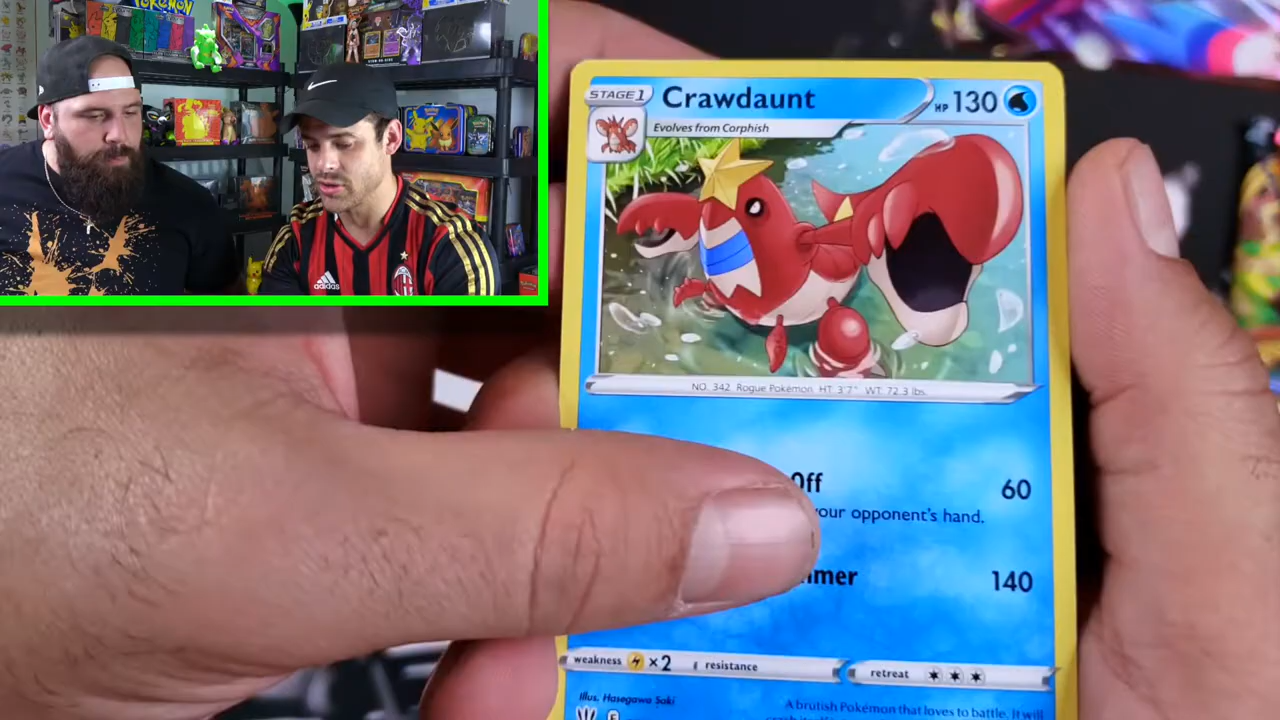 POKÉMON
adidas
STAGE 1
Crawdaunt
HP 130
Evolves from Corphish
NO. 342 Rogue Pokémon. HT: 3'7" WT: 72.3 lbs.
Off 60
your opponent's hand.
mmer 140
weakness ×2 resistance retreat
Illus. Hasegawa Saki
A brutish Pokémon that loves to battle. It will